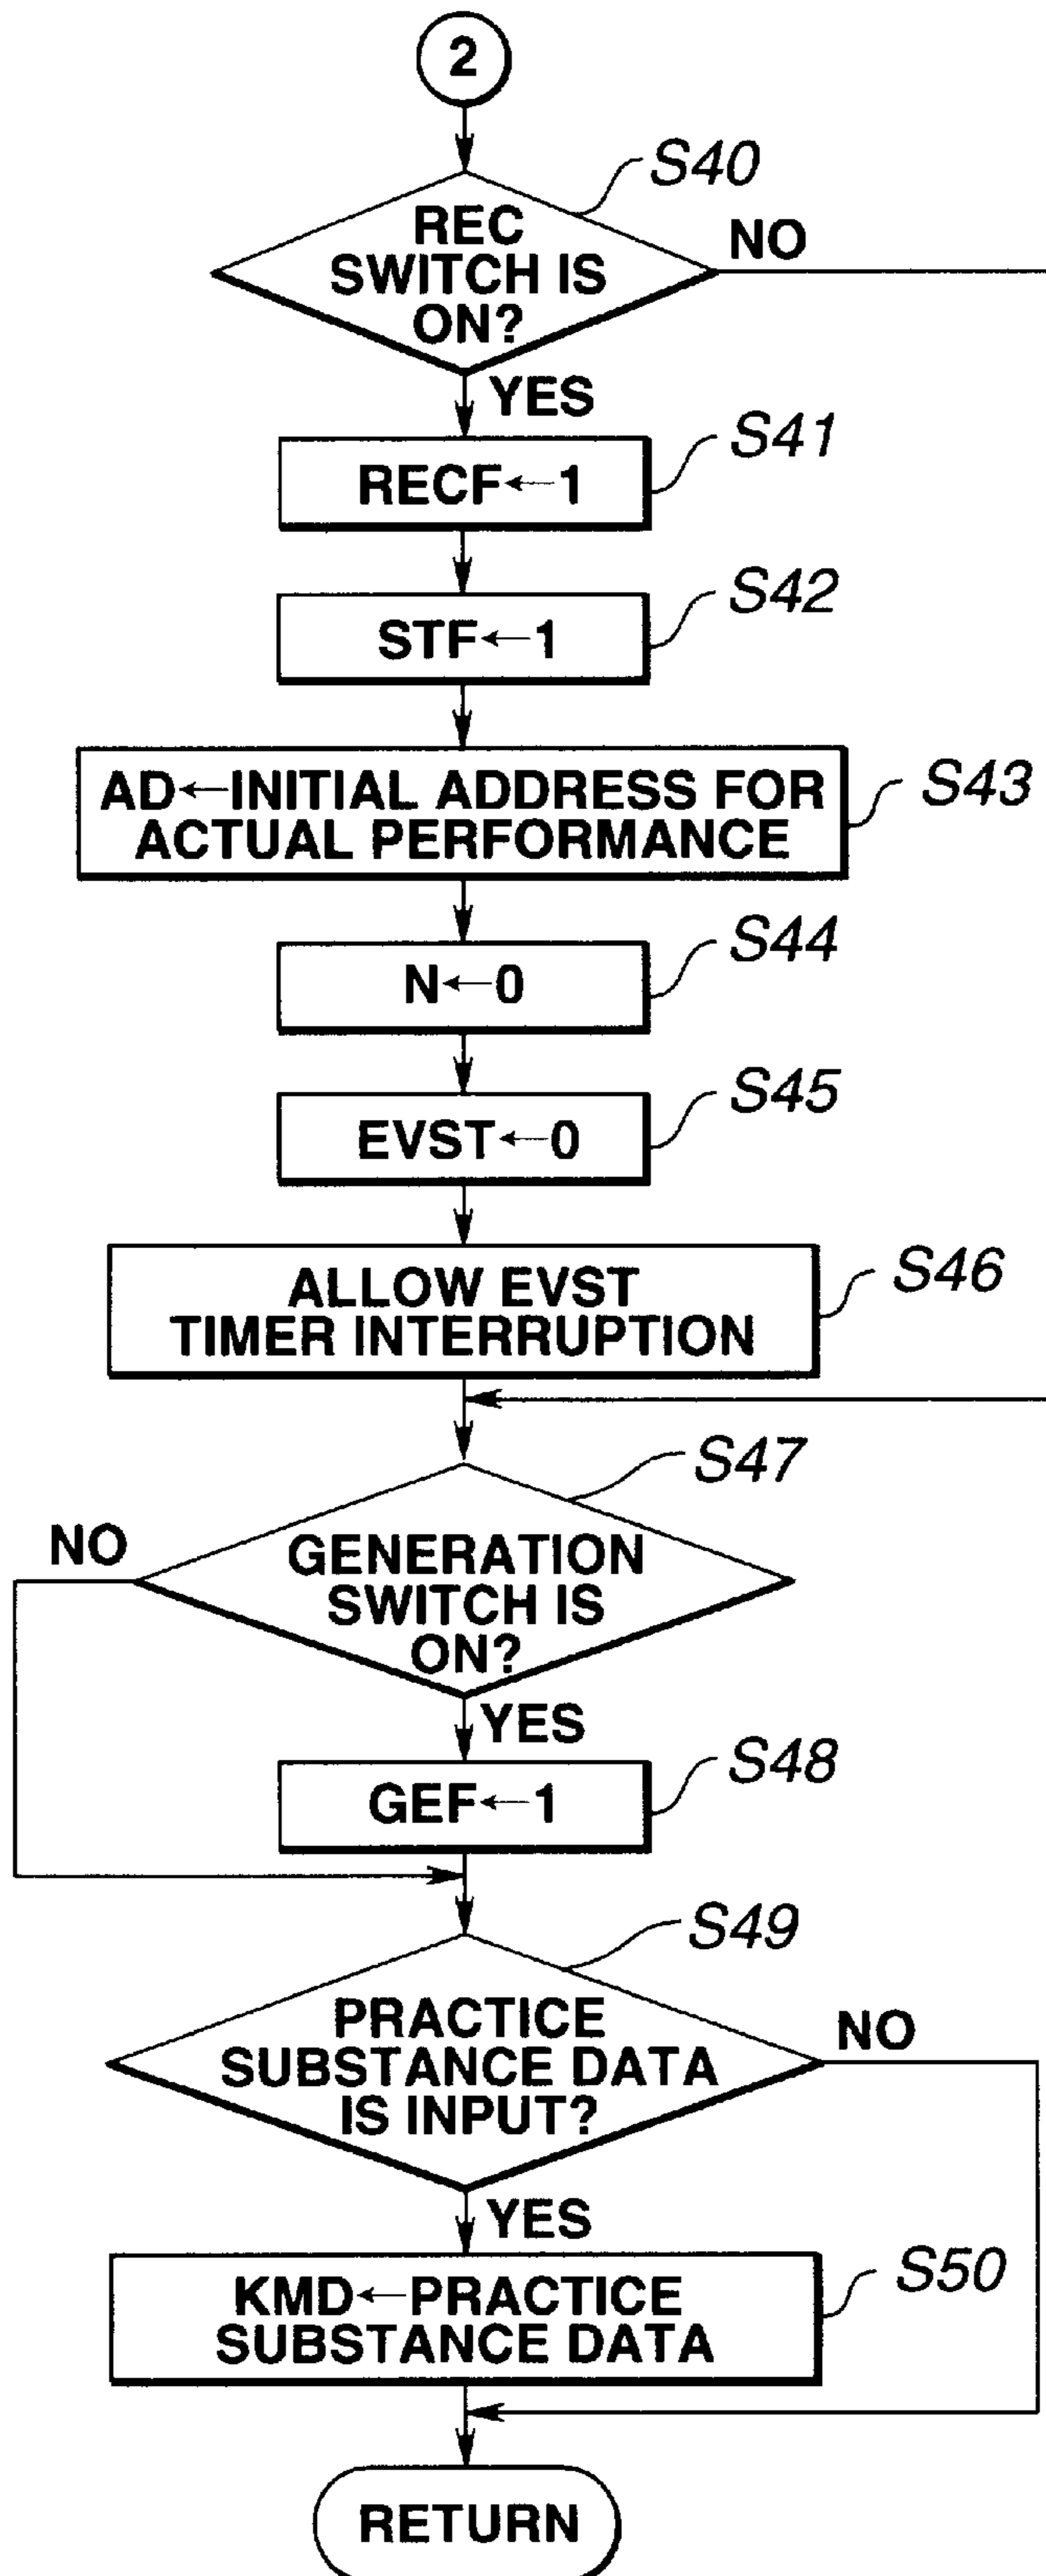 2
S40
REC
SWITCH IS
ON?
NO
YES
S41
RECF←1
S42
STF←1
S43
AD←INITIAL ADDRESS FOR
ACTUAL PERFORMANCE
S44
N←0
S45
EVST←0
S46
ALLOW EVST
TIMER INTERRUPTION
S47
NO
GENERATION
SWITCH IS
ON?
YES
S48
GEF←1
S49
PRACTICE
SUBSTANCE DATA
IS INPUT?
NO
YES
S50
KMD←PRACTICE
SUBSTANCE DATA
RETURN